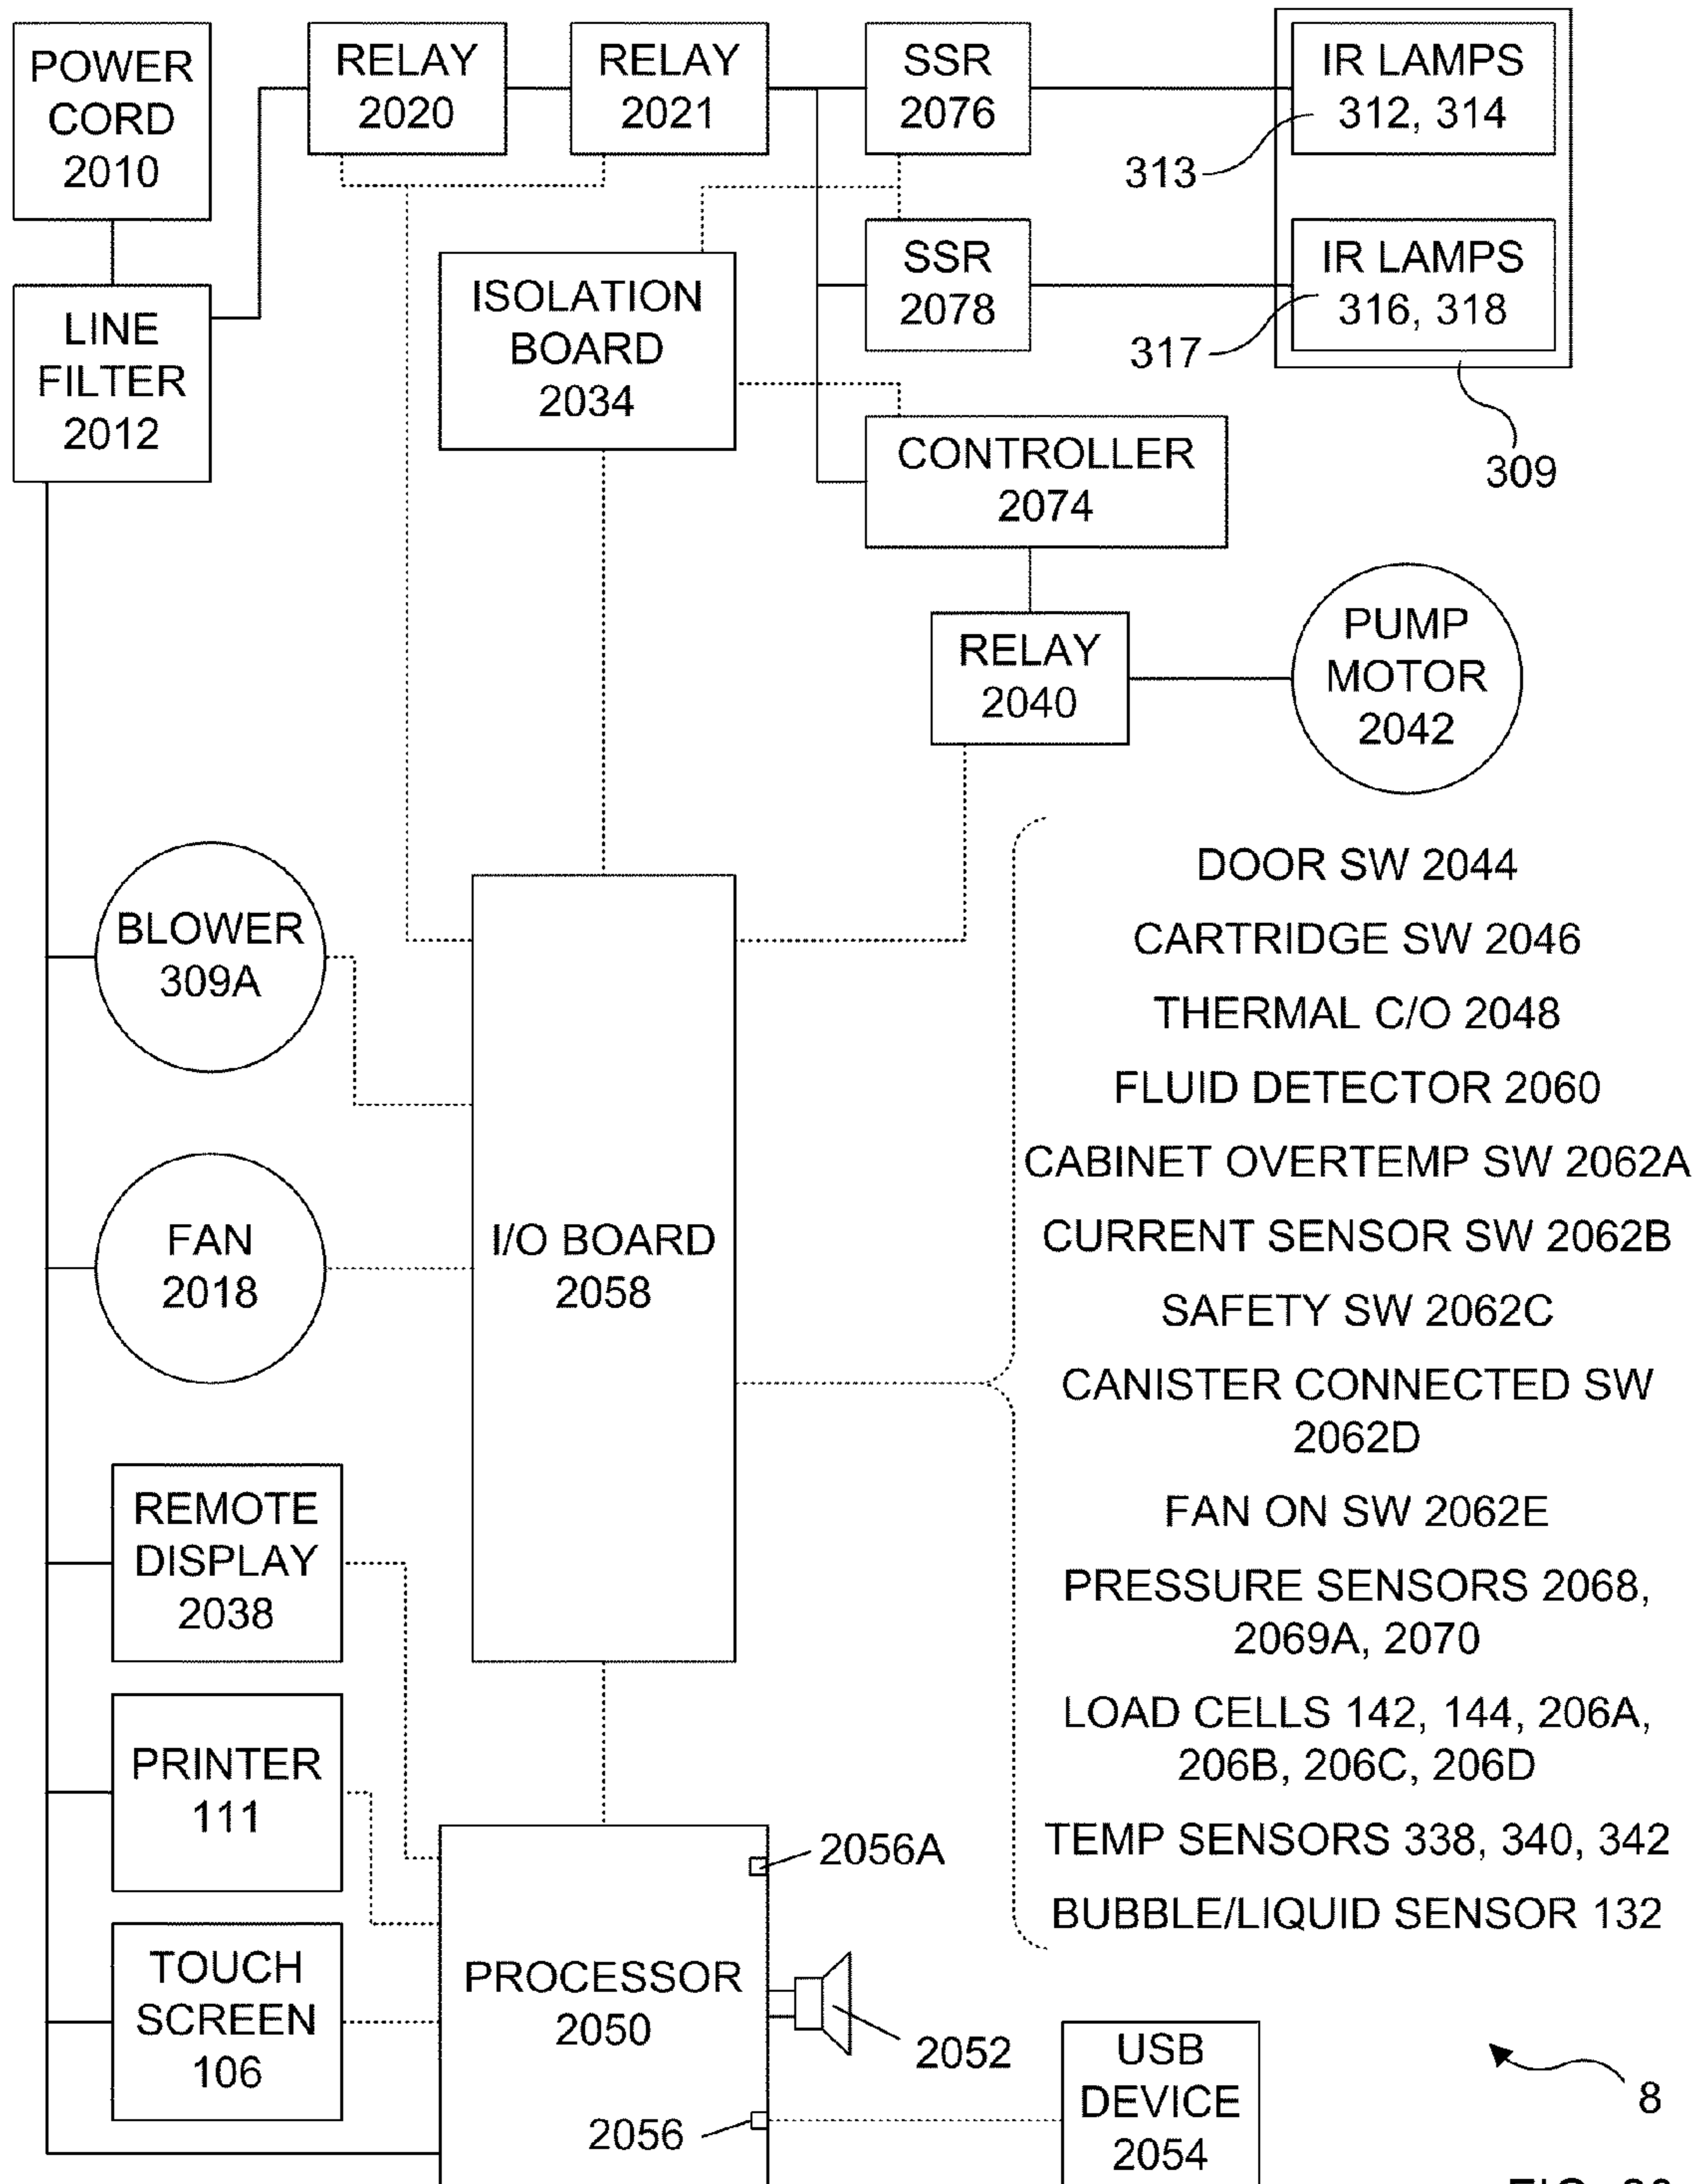 POWER
CORD
2010
RELAY
2020
RELAY
2021
SSR
2076
IR LAMPS
312, 314
313
LINE
FILTER
2012
ISOLATION
BOARD
2034
SSR
2078
IR LAMPS
316, 318
317
309
CONTROLLER
2074
RELAY
2040
PUMP
MOTOR
2042
BLOWER
309A
FAN
2018
I/O BOARD
2058
DOOR SW 2044
CARTRIDGE SW 2046
THERMAL C/O 2048
FLUID DETECTOR 2060
CABINET OVERTEMP SW 2062A
CURRENT SENSOR SW 2062B
SAFETY SW 2062C
CANISTER CONNECTED SW
2062D
FAN ON SW 2062E
PRESSURE SENSORS 2068,
2069A, 2070
LOAD CELLS 142, 144, 206A,
206B, 206C, 206D
TEMP SENSORS 338, 340, 342
BUBBLE/LIQUID SENSOR 132
REMOTE
DISPLAY
2038
PRINTER
111
TOUCH
SCREEN
106
PROCESSOR
2050
2056A
2052
2056
USB
DEVICE
2054
8